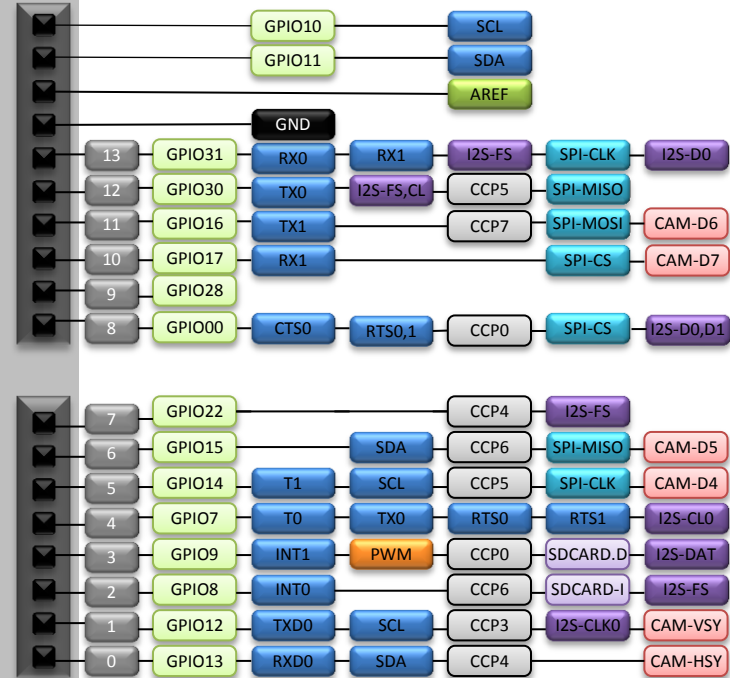 GPIO10 SCL
GPIO11 SDA
AREF
GND
13 GPIO31 RX0 RX1 I2S-FS SPI-CLK I2S-D0
12 GPIO30 TX0 I2S-FS,CL CCP5 SPI-MISO
11 GPIO16 TX1 CCP7 SPI-MOSI CAM-D6
10 GPIO17 RX1 SPI-CS CAM-D7
9 GPIO28
8 GPIO00 CTS0 RTS0,1 CCP0 SPI-CS I2S-D0,D1
7 GPIO22 CCP4 I2S-FS
6 GPIO15 SDA CCP6 SPI-MISO CAM-D5
5 GPIO14 T1 SCL CCP5 SPI-CLK CAM-D4
4 GPIO7 T0 TX0 RTS0 RTS1 I2S-CL0
3 GPIO9 INT1 PWM CCP0 SDCARD.D I2S-DAT
2 GPIO8 INT0 CCP6 SDCARD-I I2S-FS
1 GPIO12 TXD0 SCL CCP3 I2S-CLK0 CAM-VSY
0 GPIO13 RXD0 SDA CCP4 CAM-HSY